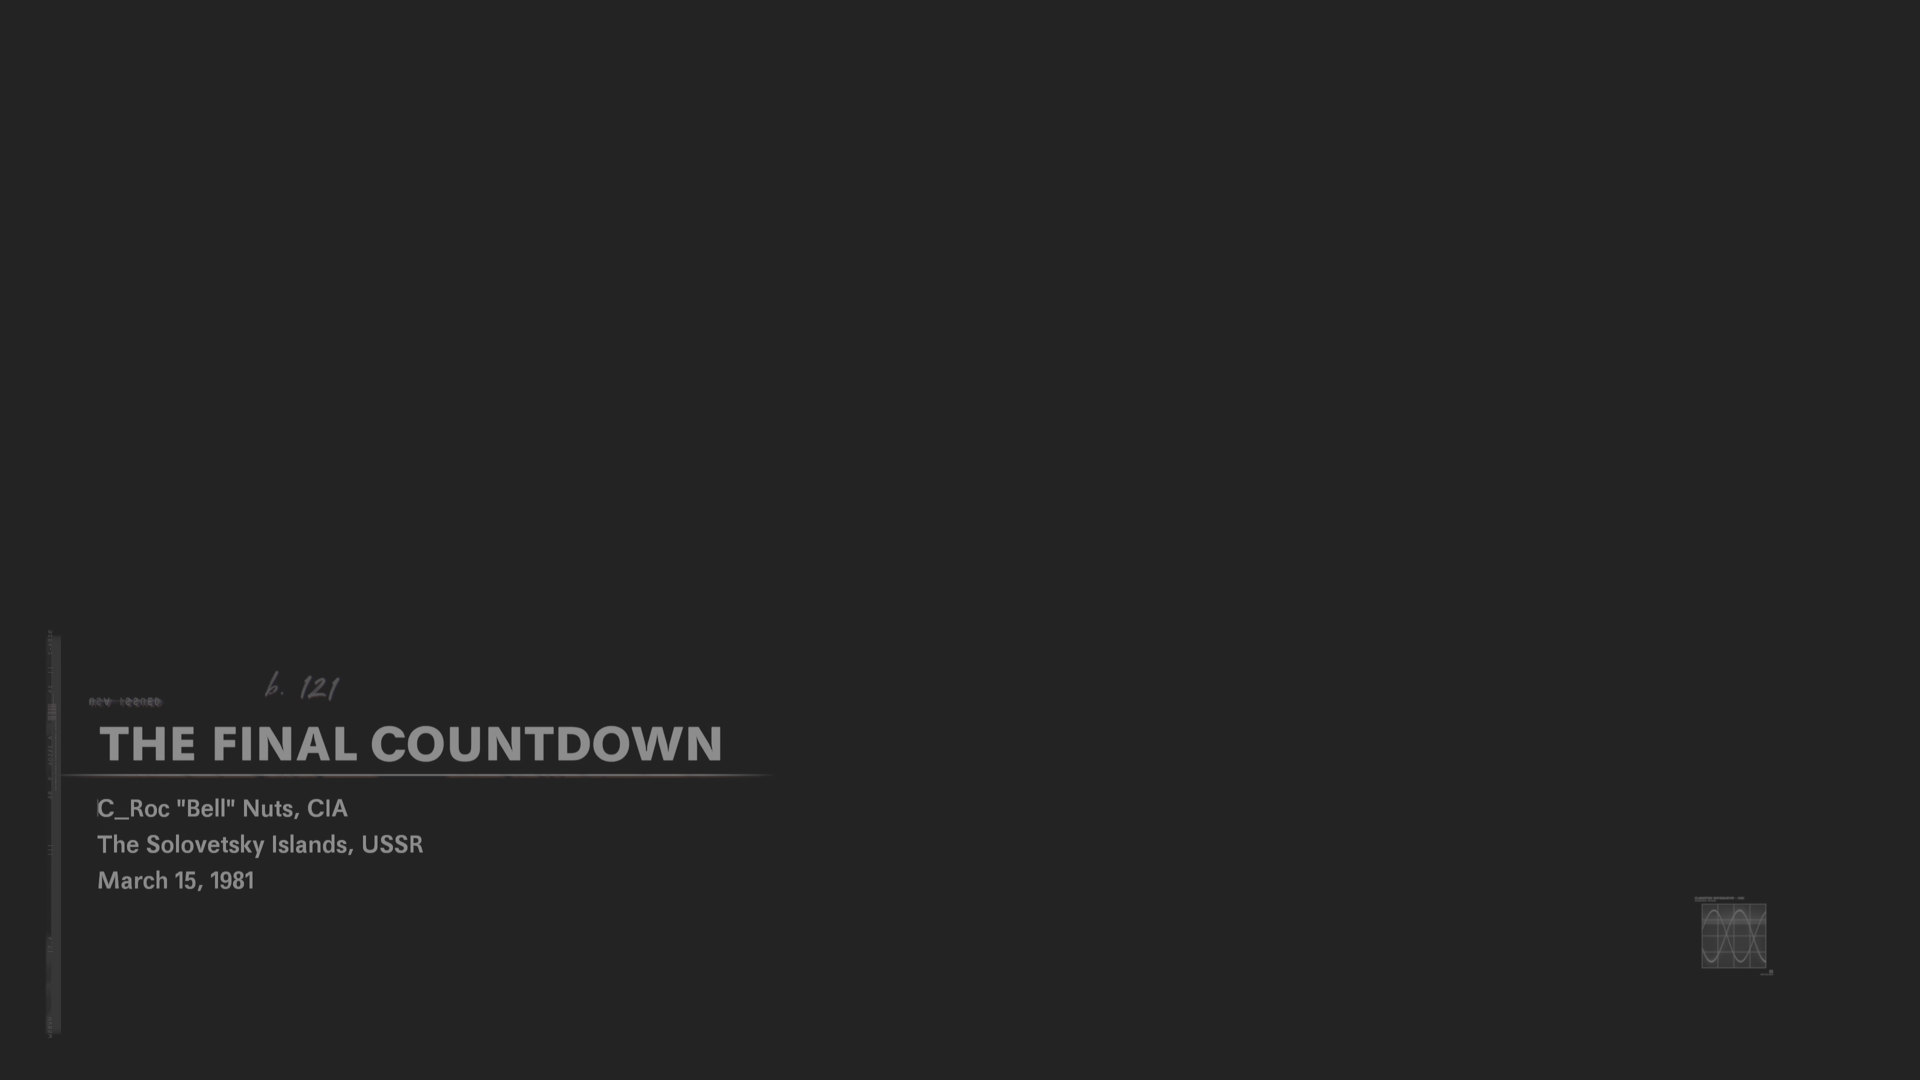 b. 121
THE FINAL COUNTDOWN
C_Roc "Bell" Nuts, CIA
The Solovetsky Islands, USSR
March 15, 1981